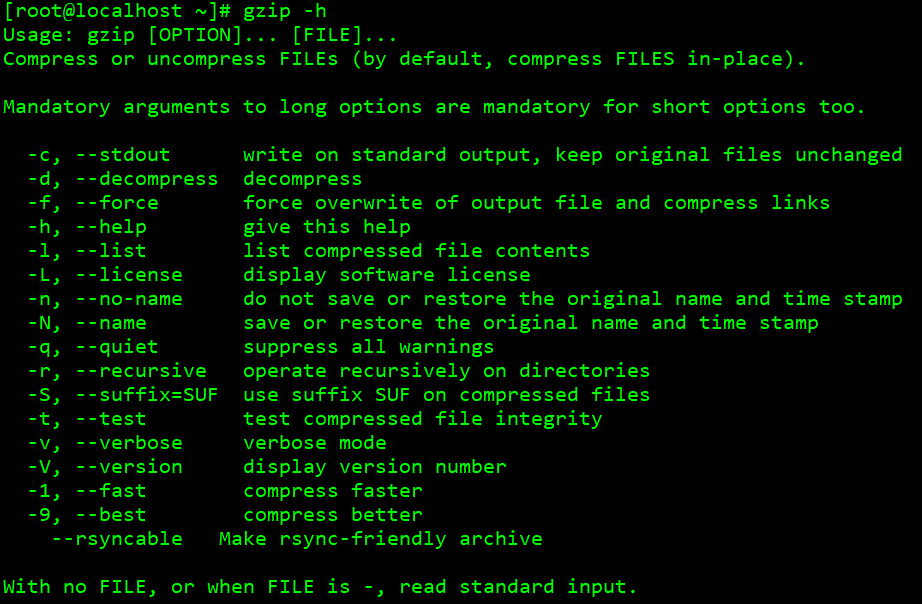 [root@localhost ~]# gzip -h
Usage: gzip [OPTION]... [FILE]...
Compress or uncompress FILEs (by default, compress FILES in-place).

Mandatory arguments to long options are mandatory for short options too.

  -c, --stdout      write on standard output, keep original files unchanged
  -d, --decompress  decompress
  -f, --force       force overwrite of output file and compress links
  -h, --help        give this help
  -l, --list        list compressed file contents
  -L, --license     display software license
  -n, --no-name     do not save or restore the original name and time stamp
  -N, --name        save or restore the original name and time stamp
  -q, --quiet       suppress all warnings
  -r, --recursive   operate recursively on directories
  -S, --suffix=SUF  use suffix SUF on compressed files
  -t, --test        test compressed file integrity
  -v, --verbose     verbose mode
  -V, --version     display version number
  -1, --fast        compress faster
  -9, --best        compress better
    --rsyncable   Make rsync-friendly archive

With no FILE, or when FILE is -, read standard input.